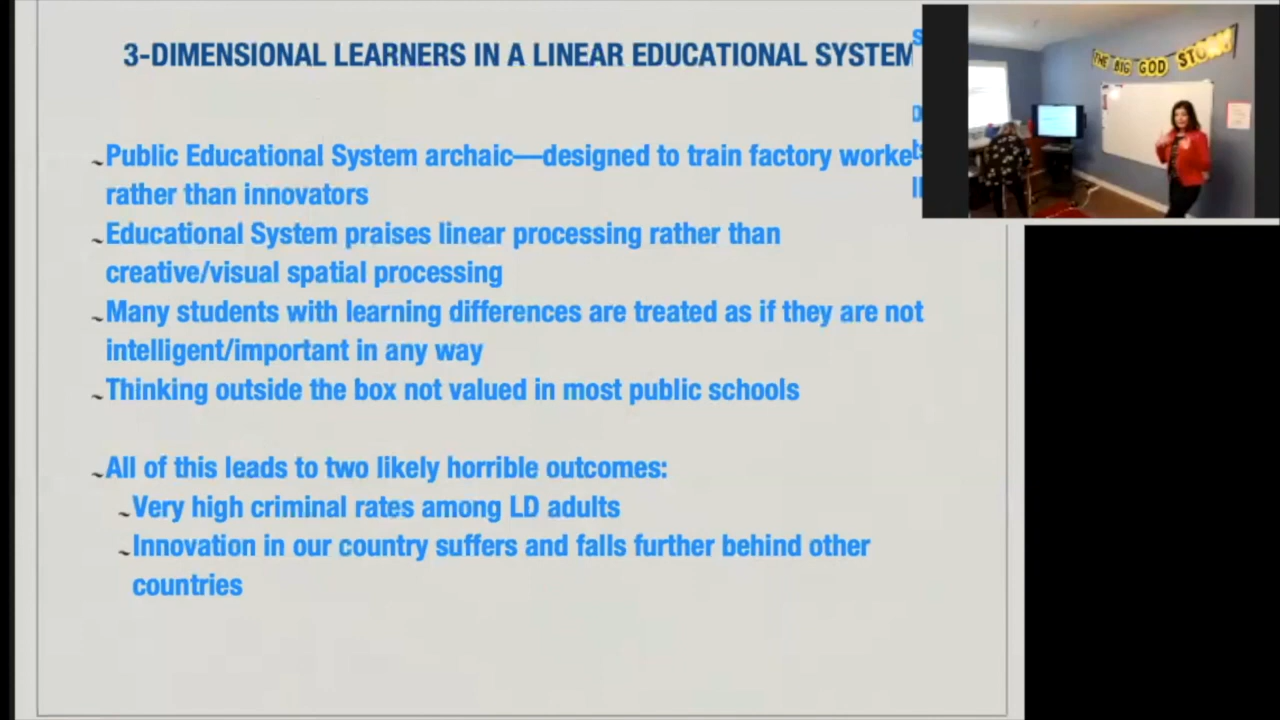 3-DIMENSIONAL LEARNERS IN A LINEAR EDUCATIONAL SYSTEM
THE BIG GOD STORY
Public Educational System archaic—designed to train factory
rather than innovators
Educational System praises linear processing rather than
creative/visual spatial processing
Many students with learning differences are treated as if they are not
intelligent/important in any way
Thinking outside the box not valued in most public schools
All of this leads to two likely horrible outcomes:
Very high criminal rates among LD adults
Innovation in our country suffers and falls further behind other
countries